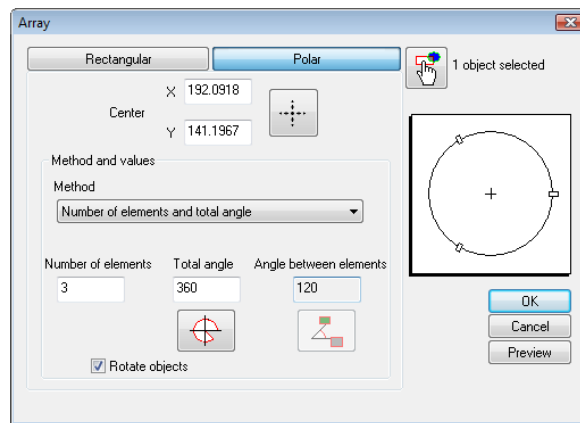 Array
Rectangular Polar 1 object selected
X 192.0918
Center
Y 141.1967
Method and values
Method
Number of elements and total angle
Number of elements Total angle Angle between elements
3 360 120
OK
Cancel
Preview
Rotate objects